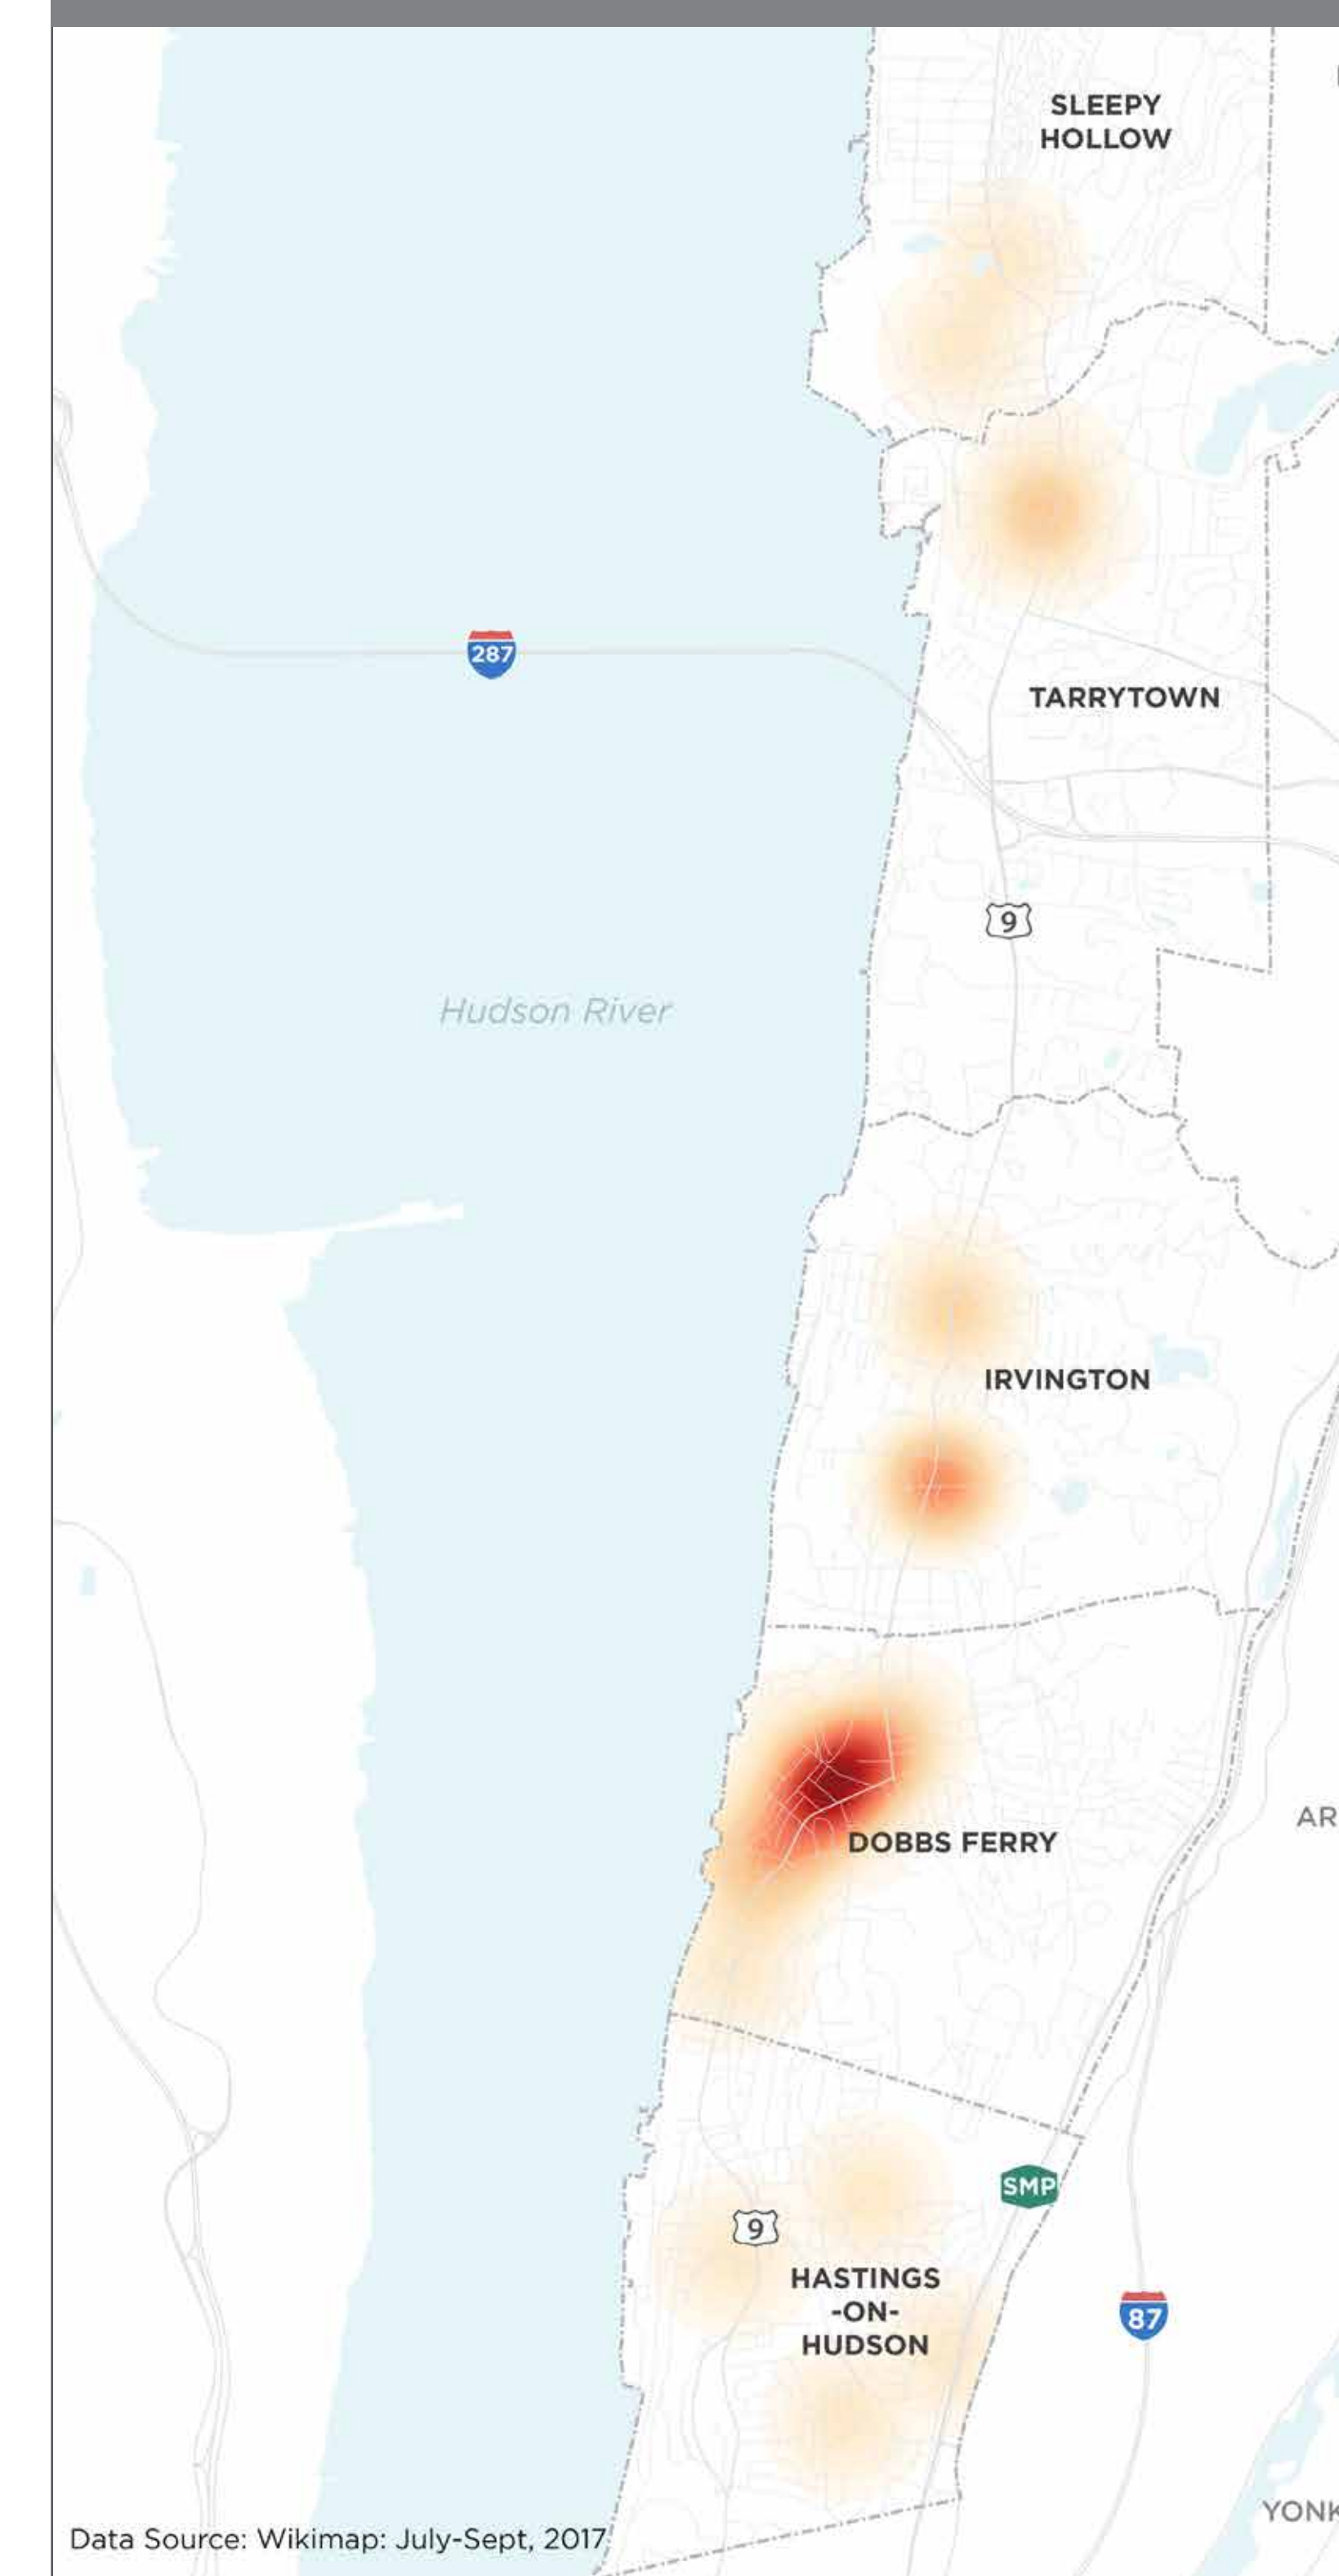 SLEEPY
HOLLOW
287
TARRYTOWN
9
Hudson River
IRVINGTON
DOBBS FERRY
AR
SMP
9
HASTINGS
-ON-
HUDSON
87
YONK
Data Source: Wikimap: July-Sept, 2017